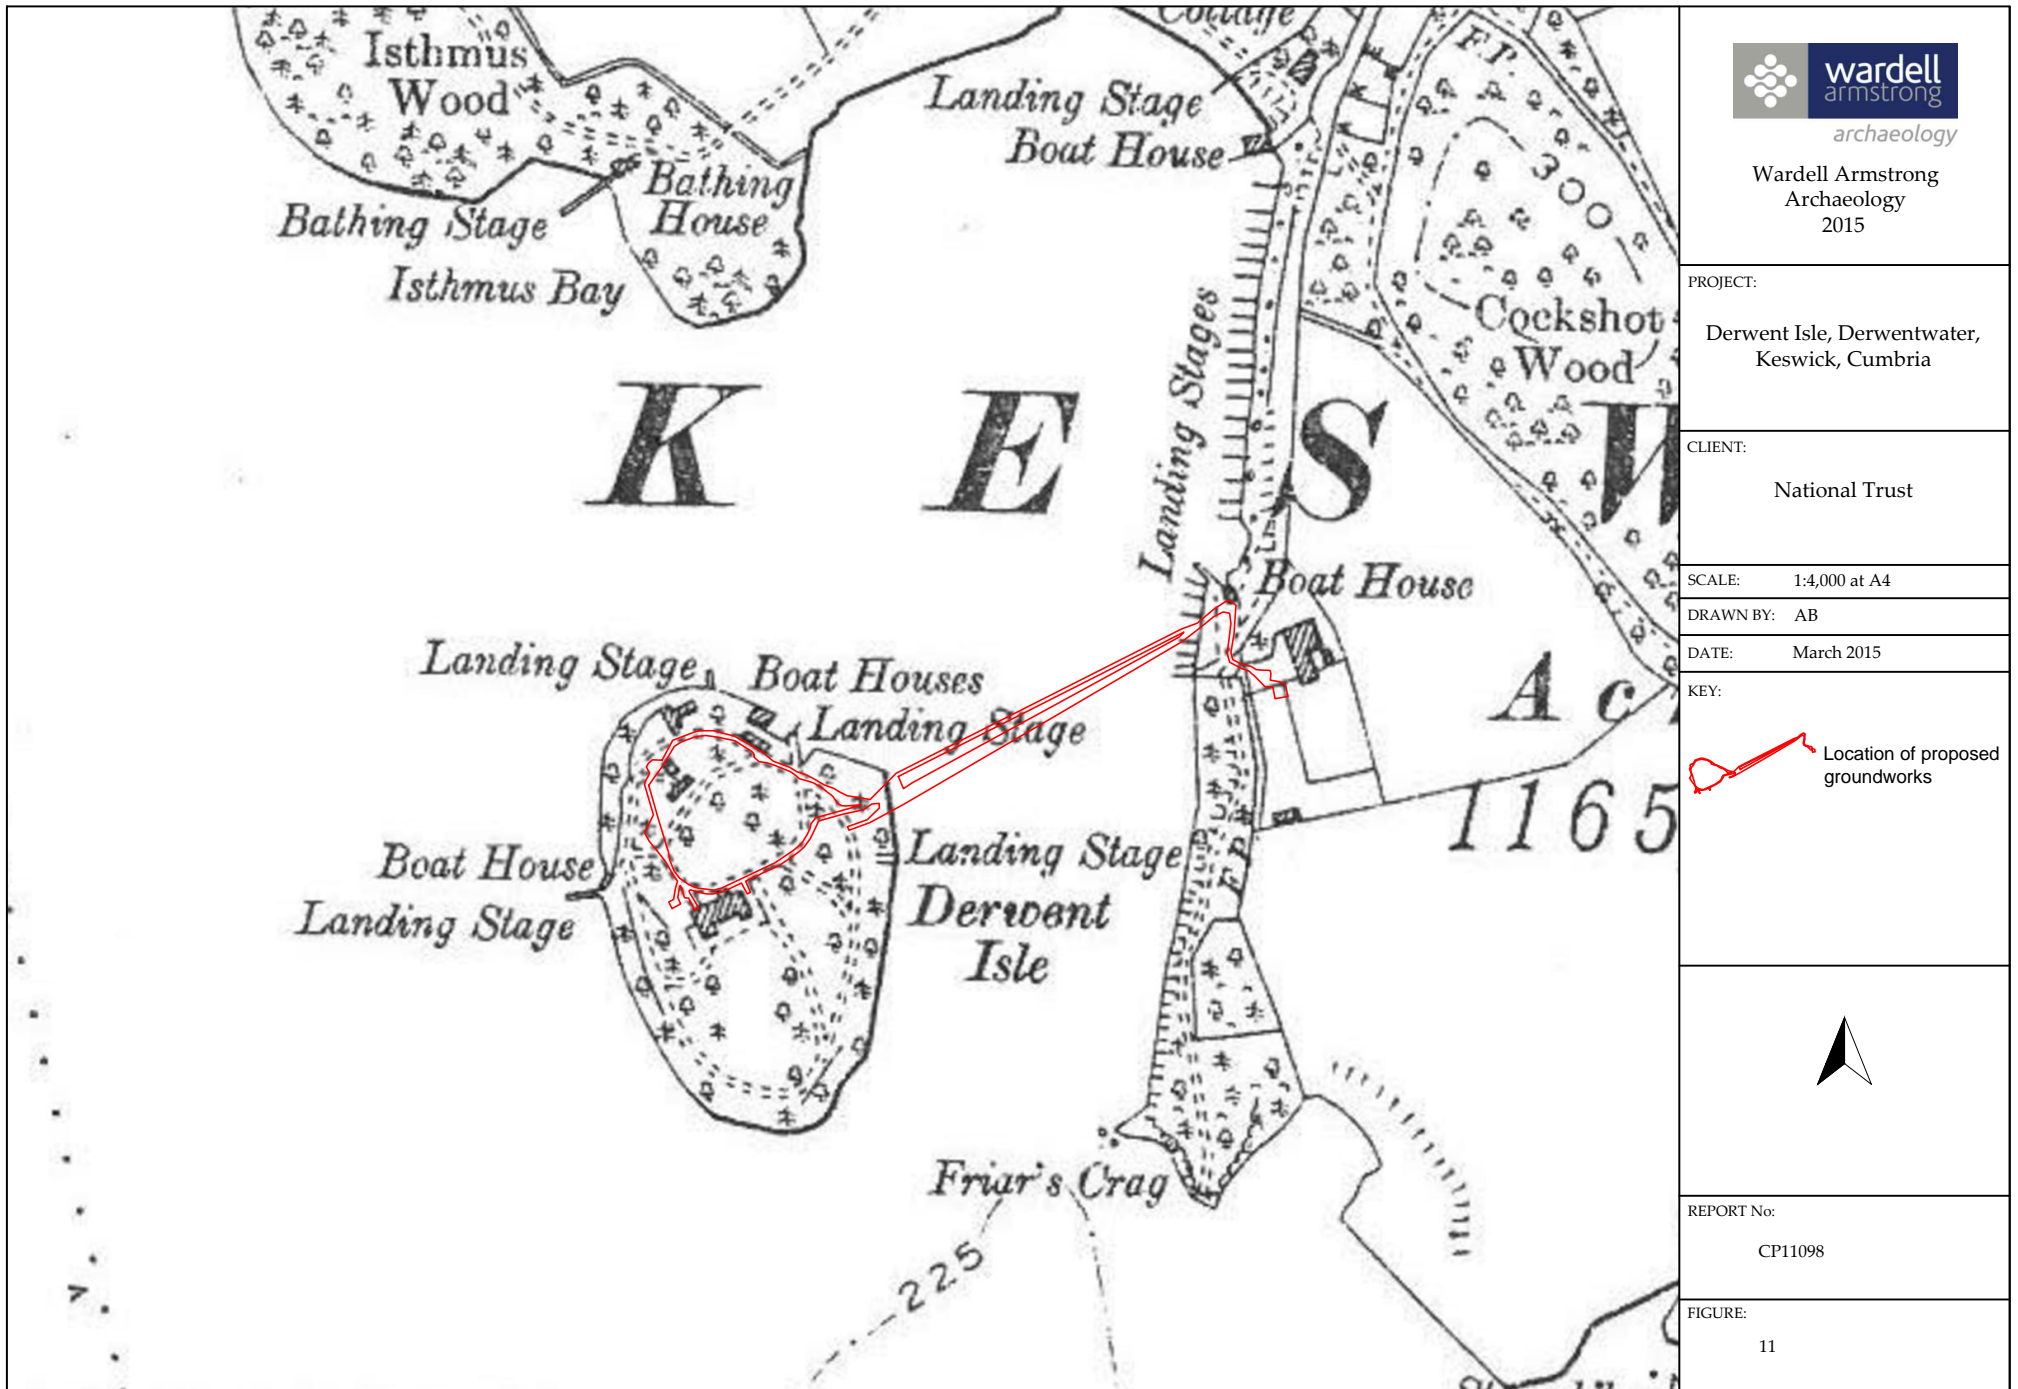 Isthmus
Wood
Bathing
House
Bathing Stage
Isthmus Bay
Cottage
Landing Stage
Boat House
F.P.
300
Cockshot
Wood
Landing Stages
K E S W
Boat House
Landing Stage
Boat Houses
Landing Stage
Ac
1165
Boat House
Landing Stage
Landing Stage
Derwent
Isle
F.P.
Friar's Crag
225
wardell
armstrong
archaeology
Wardell Armstrong
Archaeology
2015
PROJECT:
Derwent Isle, Derwentwater,
Keswick, Cumbria
CLIENT:
National Trust
SCALE: 1:4,000 at A4
DRAWN BY: AB
DATE: March 2015
KEY:
Location of proposed
groundworks
REPORT No:
CP11098
FIGURE:
11